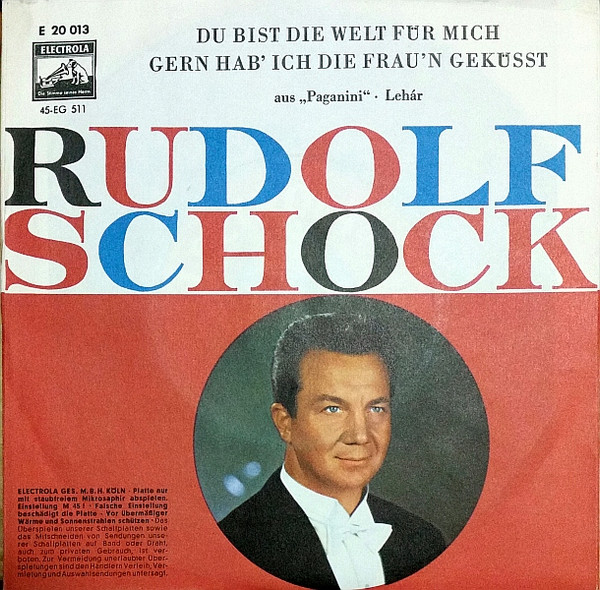 E 20 013
ELECTROLA
Die Stimme seines Herrn
45-EG 511
DU BIST DIE WELT FÜR MICH
GERN HAB' ICH DIE FRAU'N GEKÜSST
aus „Paganini“ · Lehár
RUDOLF
SCHOCK
ELECTROLA GES. M. B. H. KÖLN · Platte nur
mit staubfreiem Mikrosaphir abspielen.
Einstellung M 45 ! · Falsche Einstellung
beschädigt die Platte · Vor Übermäßiger
Wärme und Sonnenstrahlen schützen · Das
Überspielen unserer Schallplatten sowie
das Mitschneiden von Sendungen unse-
rer Schallplatten auf Band oder Draht,
auch zum privaten Gebrauch, ist ver-
boten. Zur Vermeidung unerlaubter Über-
spielungen sind den Händlern Verleih, Ver-
mietung und Auswahlsendungen untersagt.